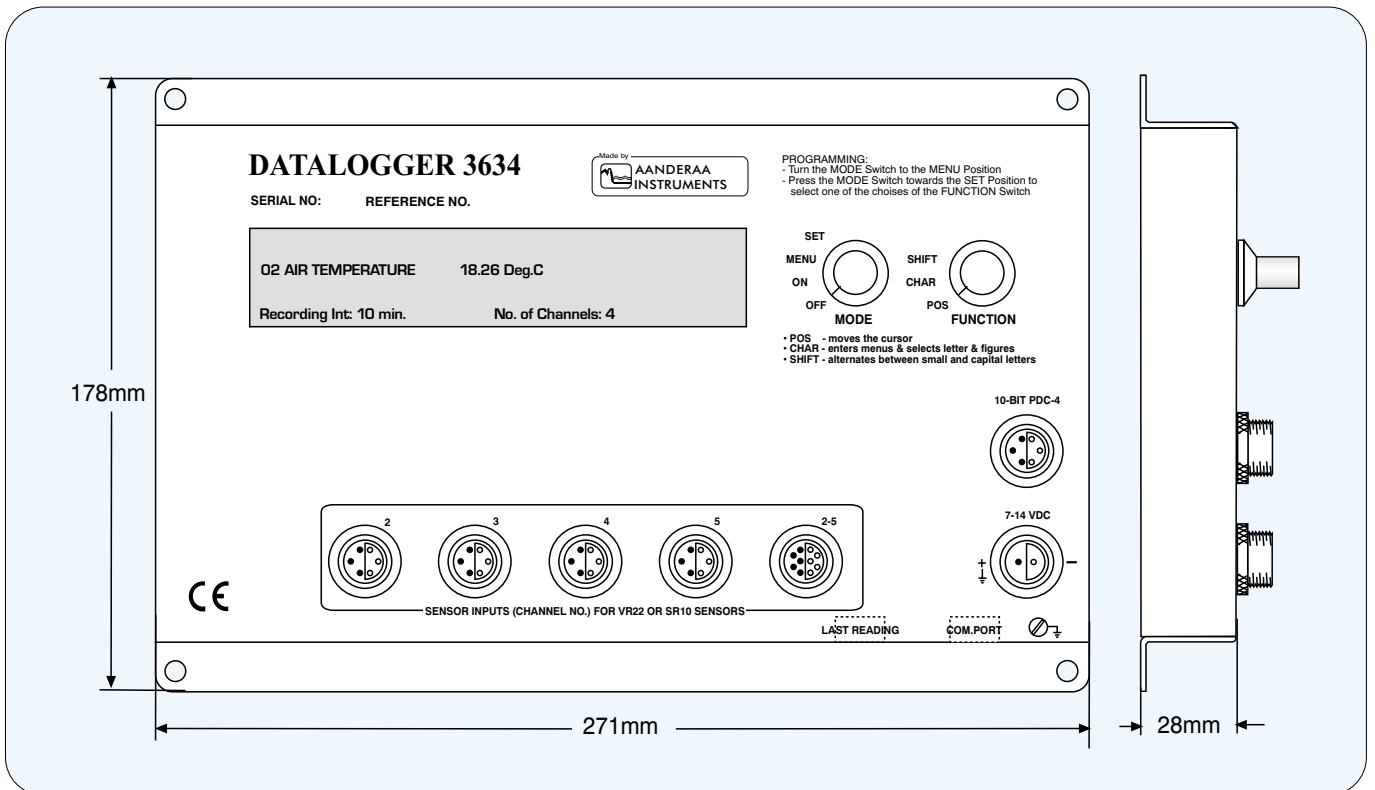 DATALOGGER 3634
SERIAL NO: REFERENCE NO.
Made by
AANDERAA
INSTRUMENTS
PROGRAMMING:
- Turn the MODE Switch to the MENU Position
- Press the MODE Switch towards the SET Position to
select one of the choises of the FUNCTION Switch
02 AIR TEMPERATURE 18.26 Deg.C
Recording Int: 10 min. No. of Channels: 4
SET
MENU
ON
OFF
MODE
SHIFT
CHAR
POS
FUNCTION
• POS - moves the cursor
• CHAR - enters menus & selects letter & figures
• SHIFT - alternates between small and capital letters
178mm
10-BIT PDC-4
7-14 VDC
+ -
2 3 4 5 2-5
SENSOR INPUTS (CHANNEL NO.) FOR VR22 OR SR10 SENSORS
CE
LAST READING COM.PORT
271mm 28mm